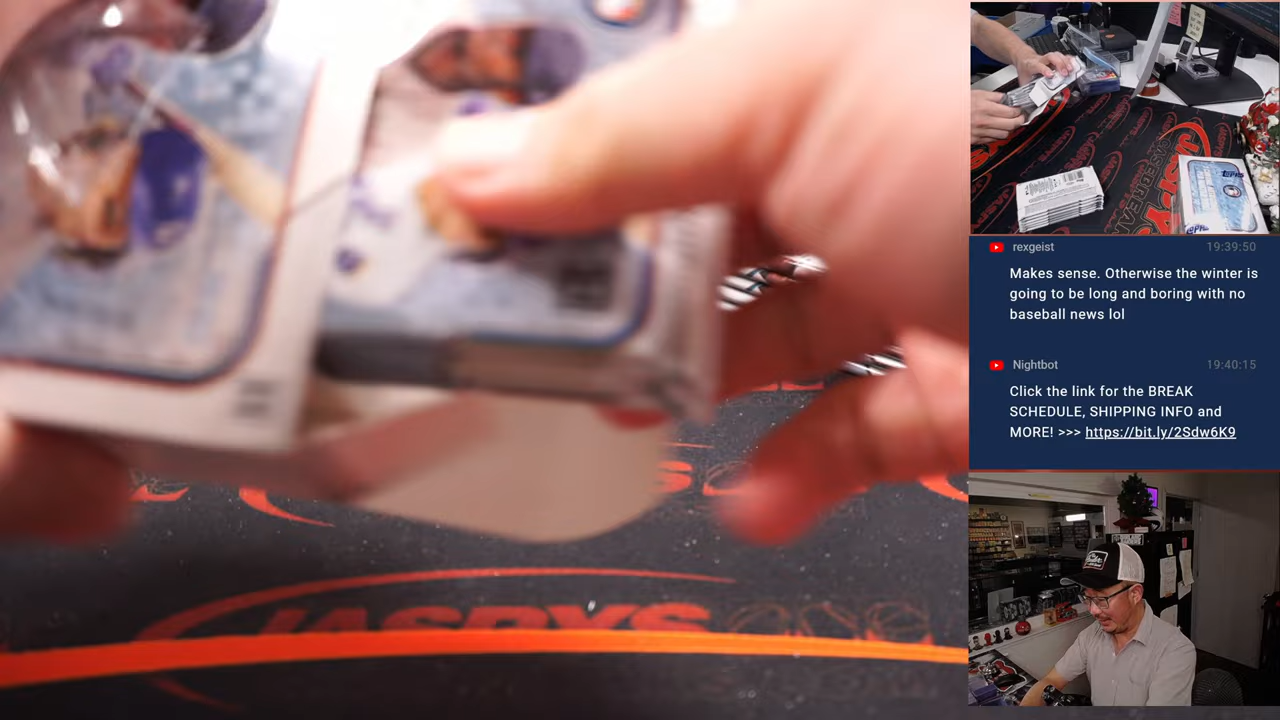 JASPYS
rexgeist
19:39:50
Makes sense. Otherwise the winter is
going to be long and boring with no
baseball news lol
Nightbot
19:40:15
Click the link for the BREAK
SCHEDULE, SHIPPING INFO and
MORE! >>> https://bit.ly/2Sdw6K9
TOPPS